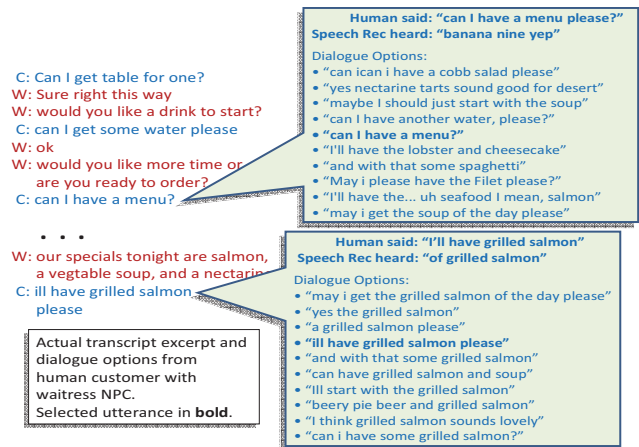 C: Can I get table for one?
W: Sure right this way
W: would you like a drink to start?
C: can I get some water please
W: ok
W: would you like more time or
are you ready to order?
C: can I have a menu?
. . .
W: our specials tonight are salmon,
a vegtable soup, and a nectarin
C: ill have grilled salmon
please
Actual transcript excerpt and
dialogue options from
human customer with
waitress NPC.
Selected utterance in bold.
Human said: “can I have a menu please?”
Speech Rec heard: “banana nine yep”
Dialogue Options:
• “can ican i have a cobb salad please”
• “yes nectarine tarts sound good for desert”
• “maybe I should just start with the soup”
• “can I have another water, please?”
• “can I have a menu?”
• “I'll have the lobster and cheesecake”
• “and with that some spaghetti”
• “May i please have the Filet please?”
• “I'll have the... uh seafood I mean, salmon”
• “may i get the soup of the day please”
Human said: “I’ll have grilled salmon”
Speech Rec heard: “of grilled salmon”
Dialogue Options:
• “may i get the grilled salmon of the day please”
• “yes the grilled salmon”
• “a grilled salmon please”
• “ill have grilled salmon please”
• “and with that some grilled salmon”
• “can have grilled salmon and soup”
• “Ill start with the grilled salmon”
• “beery pie beer and grilled salmon”
• “I think grilled salmon sounds lovely”
• “can i have some grilled salmon?”